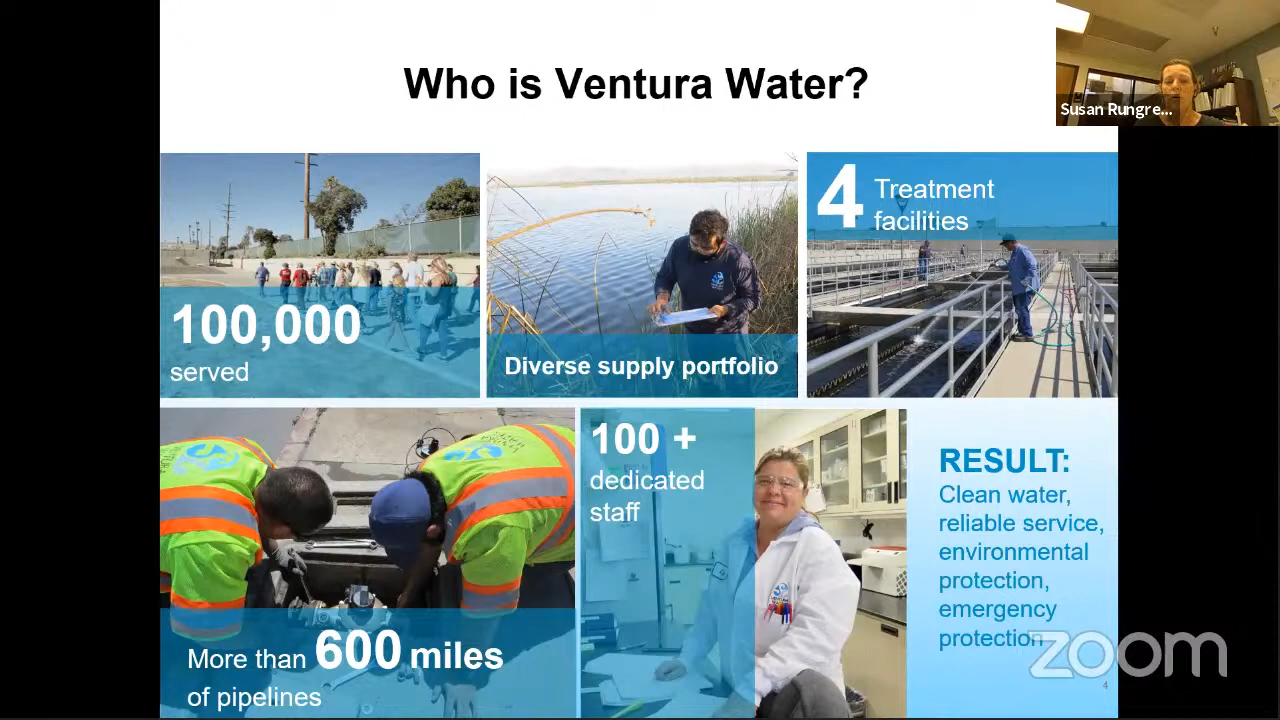 Who is Ventura Water?
Susan Rungre...
100,000
served
Diverse supply portfolio
4 Treatment
facilities
More than 600 miles
of pipelines
100 +
dedicated
staff
RESULT:
Clean water,
reliable service,
environmental
protection,
emergency
protection
zoom
4